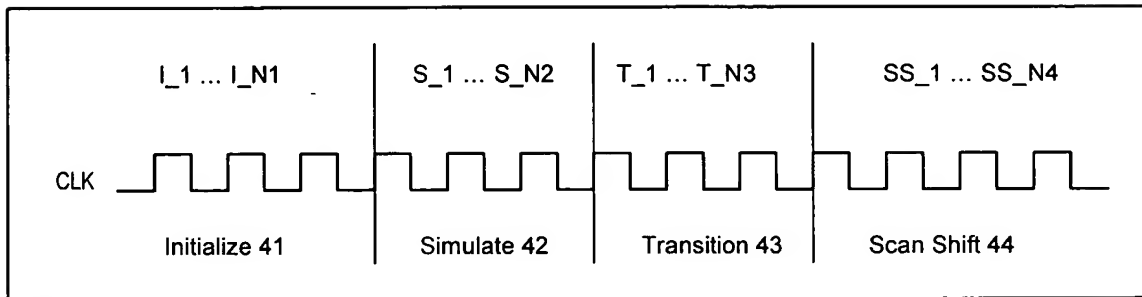 I_1 ... I_N1 S_1 ... S_N2 T_1 ... T_N3 SS_1 ... SS_N4
CLK
Initialize 41 Simulate 42 Transition 43 Scan Shift 44